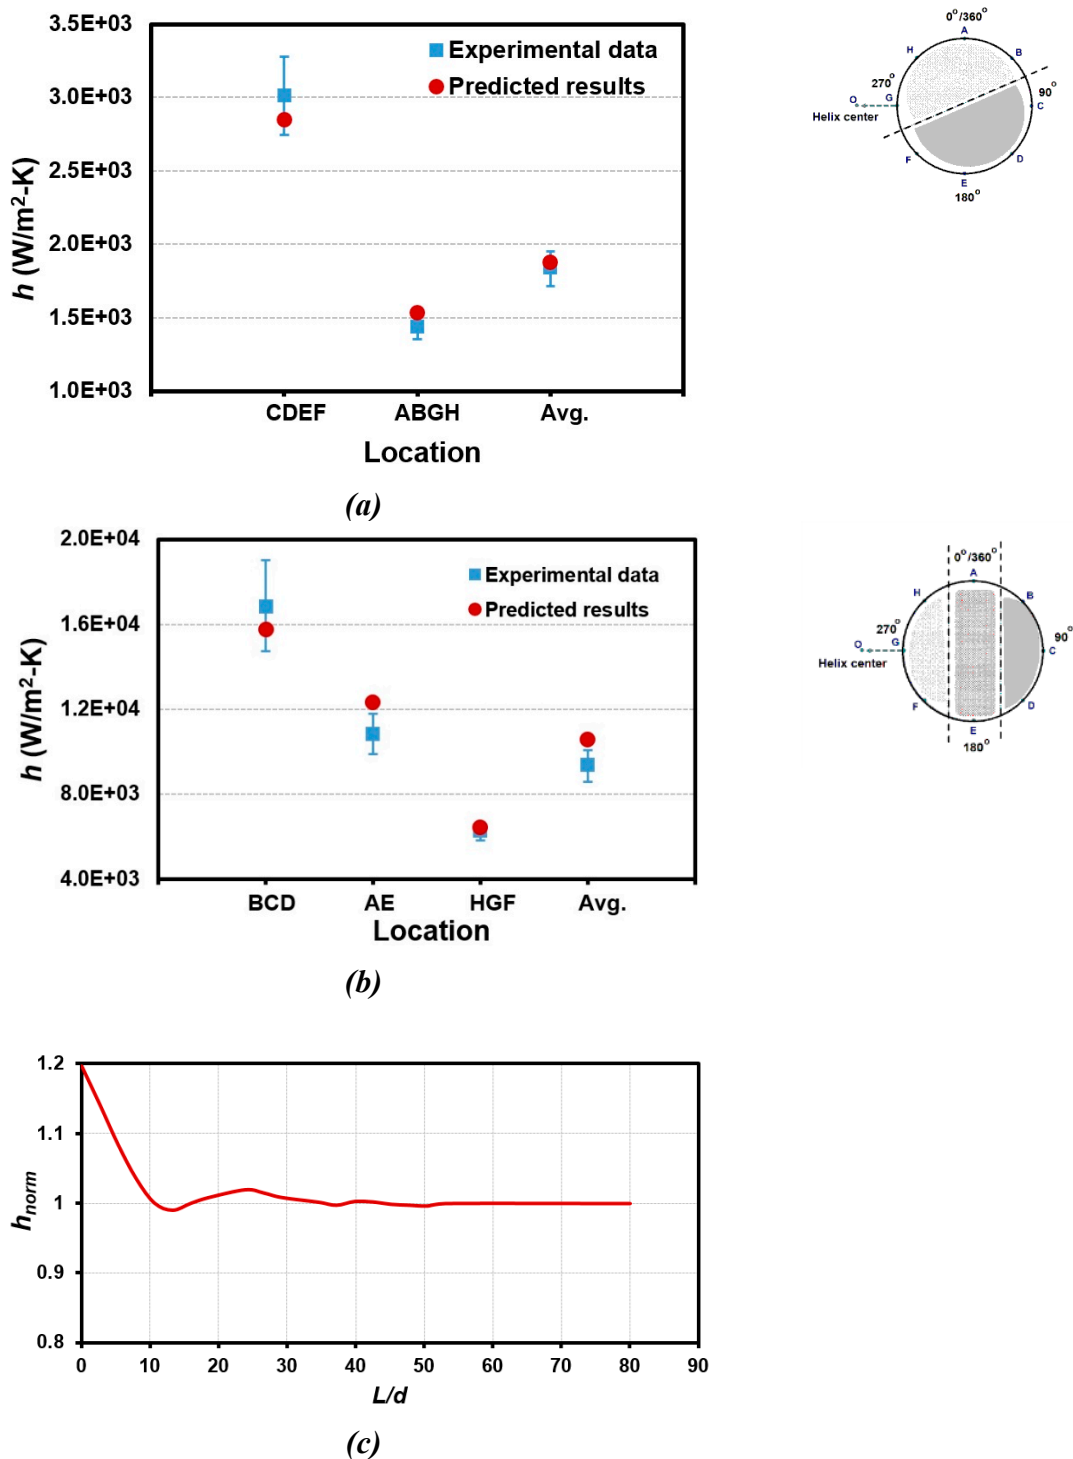 3.5E+03
3.0E+03
2.5E+03
2.0E+03
1.5E+03
1.0E+03
h (W/m²-K)
Experimental data
Predicted results
CDEF ABGH Avg.
Location
0°/360°
A
H B
270° 90°
O G C
Helix center
F D
E
180°
(a)
2.0E+04
1.6E+04
1.2E+04
8.0E+03
4.0E+03
h (W/m²-K)
Experimental data
Predicted results
BCD AE HGF Avg.
Location
0°/360°
A
H B
270° 90°
O G C
Helix center
F D
E
180°
(b)
1.2
1.1
1
0.9
0.8
hnorm
0 10 20 30 40 50 60 70 80 90
L/d
(c)